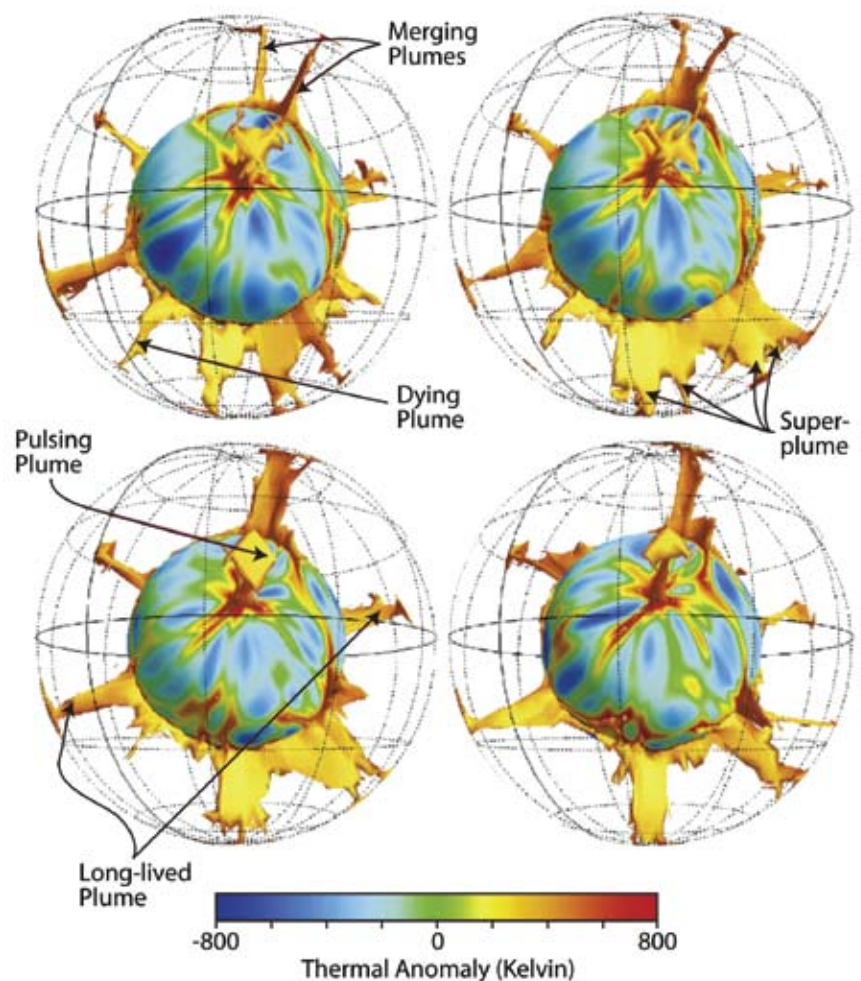 Merging
Plumes
Dying
Plume
Super-
plume
Pulsing
Plume
Long-lived
Plume
-800 0 800
Thermal Anomaly (Kelvin)